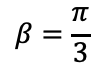 β = π/3